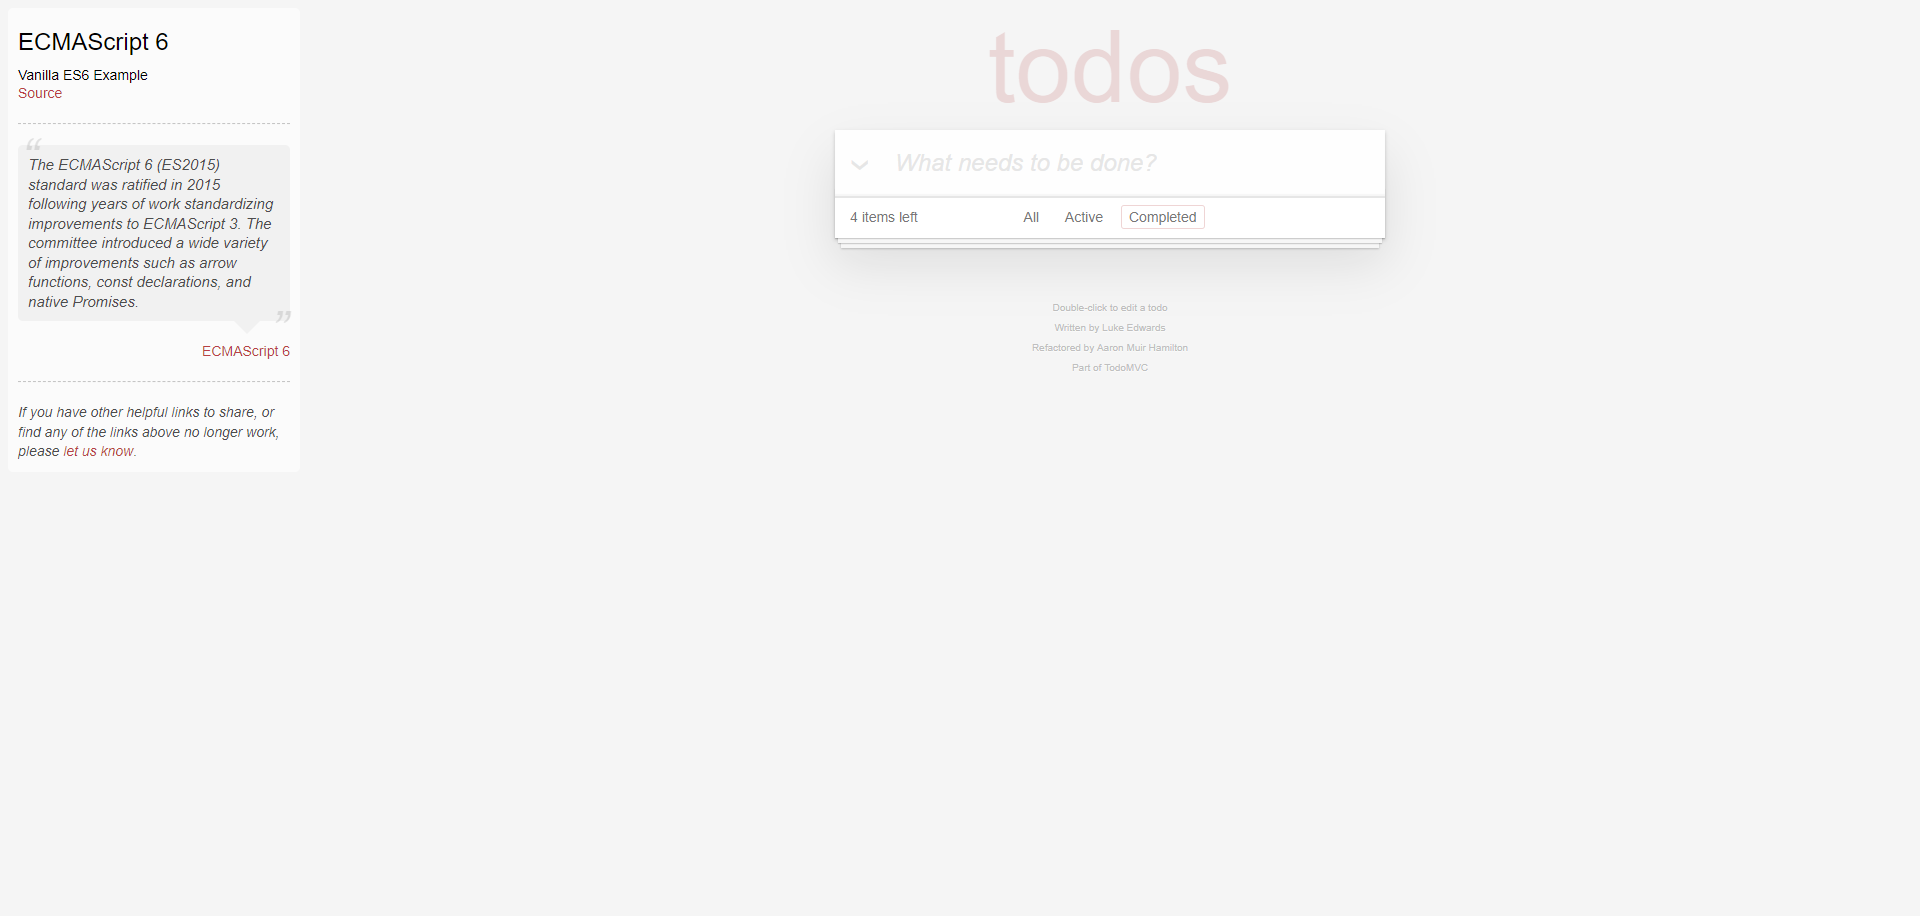 ECMAScript 6
Vanilla ES6 Example
Source
“
The ECMAScript 6 (ES2015)
standard was ratified in 2015
following years of work standardizing
improvements to ECMAScript 3. The
committee introduced a wide variety
of improvements such as arrow
functions, const declarations, and
native Promises.
”
ECMAScript 6
If you have other helpful links to share, or
find any of the links above no longer work,
please let us know.
todos
What needs to be done?
4 items left All Active Completed
Double-click to edit a todo
Written by Luke Edwards
Refactored by Aaron Muir Hamilton
Part of TodoMVC